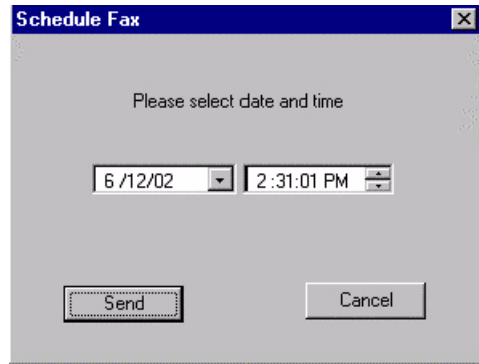 Schedule Fax
Please select date and time
6 /12/02 2 :31:01 PM
Send Cancel